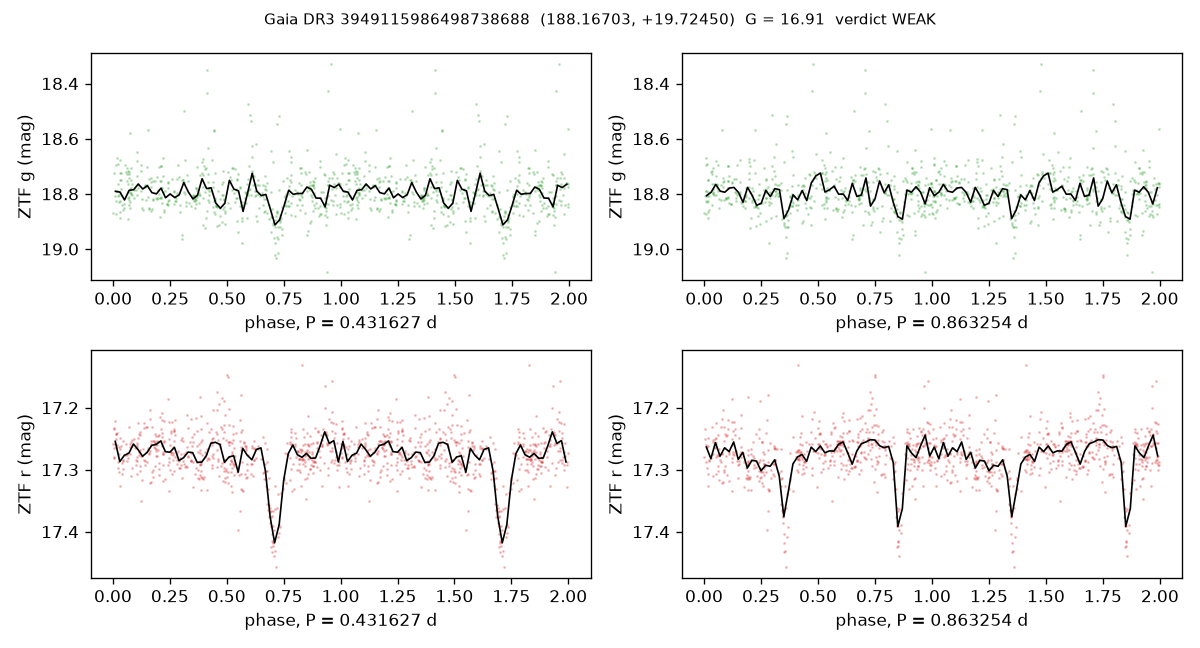 Gaia DR3 3949115986498738688 (188.16703, +19.72450) G = 16.91 verdict WEAK
ZTF g (mag)
18.4
18.6
18.8
19.0
0.00 0.25 0.50 0.75 1.00 1.25 1.50 1.75 2.00
phase, P = 0.431627 d
ZTF g (mag)
18.4
18.6
18.8
19.0
0.00 0.25 0.50 0.75 1.00 1.25 1.50 1.75 2.00
phase, P = 0.863254 d
ZTF r (mag)
17.2
17.3
17.4
0.00 0.25 0.50 0.75 1.00 1.25 1.50 1.75 2.00
phase, P = 0.431627 d
ZTF r (mag)
17.2
17.3
17.4
0.00 0.25 0.50 0.75 1.00 1.25 1.50 1.75 2.00
phase, P = 0.863254 d